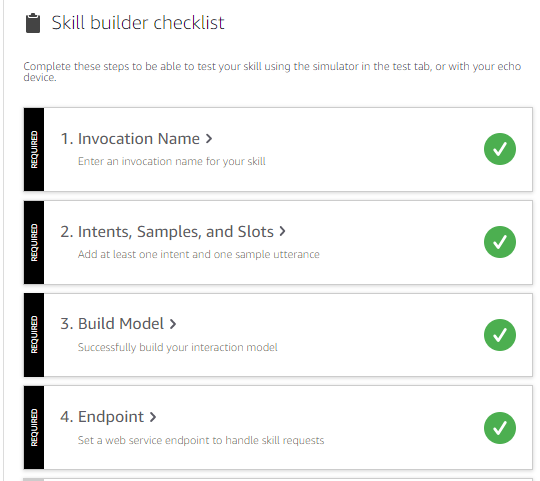 Skill builder checklist
Complete these steps to be able to test your skill using the simulator in the test tab, or with your echo
device.
REQUIRED
1. Invocation Name >
Enter an invocation name for your skill
REQUIRED
2. Intents, Samples, and Slots >
Add at least one intent and one sample utterance
REQUIRED
3. Build Model >
Successfully build your interaction model
REQUIRED
4. Endpoint >
Set a web service endpoint to handle skill requests